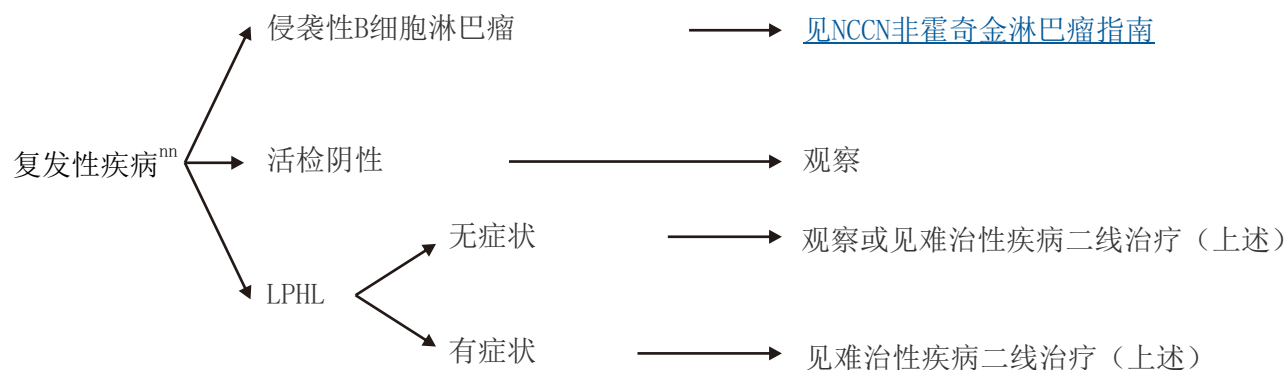 侵袭性B细胞淋巴瘤
见NCCN非霍奇金淋巴瘤指南
复发性疾病nn
活检阴性
观察
无症状
观察或见难治性疾病二线治疗（上述）
LPHL
有症状
见难治性疾病二线治疗（上述）